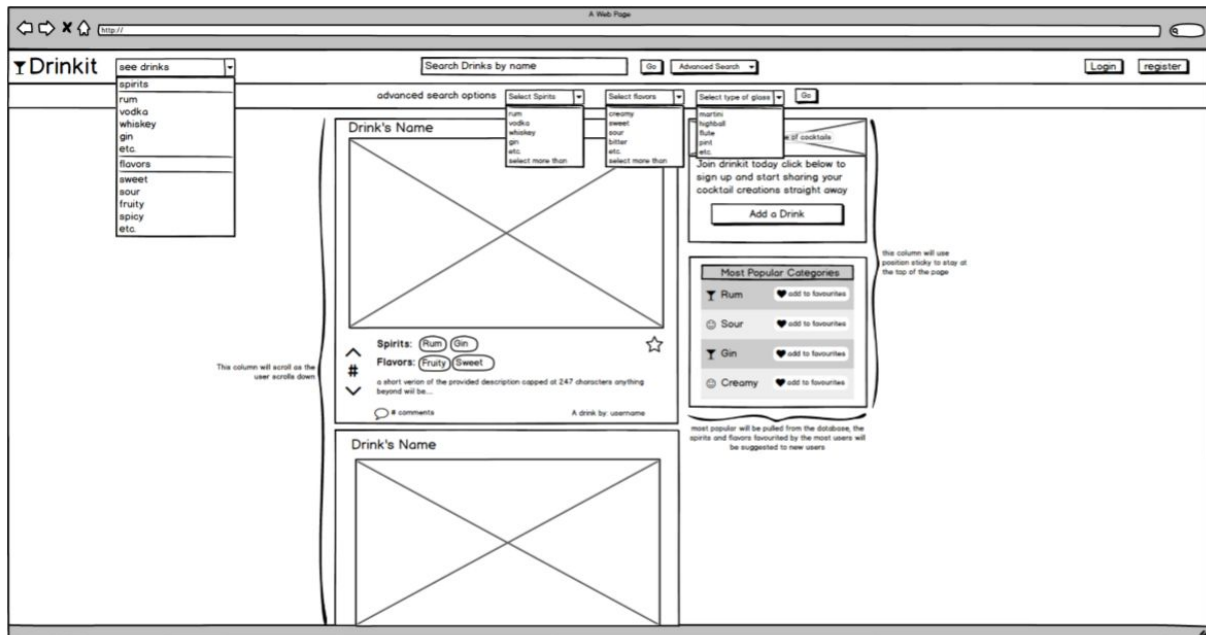 A Web Page
http://
Drinkit
see drinks
Search Drinks by name
Go
Advanced Search
Login
register
spirits
rum
vodka
whiskey
gin
etc.
flavors
sweet
sour
fruity
spicy
etc.
advanced search options
Select Spirits
Select flavors
Select type of glass
Go
rum
vodka
whiskey
gin
etc.
select more than
creamy
sweet
sour
bitter
etc.
select more than
martini
highball
flute
pint
etc.
Drink's Name
of cocktails
Join drinkit today click below to
sign up and start sharing your
cocktail creations straight away
Add a Drink
this column will use
position sticky to stay at
the top of the page
Most Popular Categories
Rum add to favourites
Sour add to favourites
Gin add to favourites
Creamy add to favourites
This column will scroll as the
user scrolls down
Spirits: Rum Gin
#
Flavors: Fruity Sweet
a short verion of the provided description capped at 247 characters anything
beyond will be....
# comments
A drink by: username
most popular will be pulled from the database, the
spirits and flavors favourited by the most users will
be suggested to new users
Drink's Name